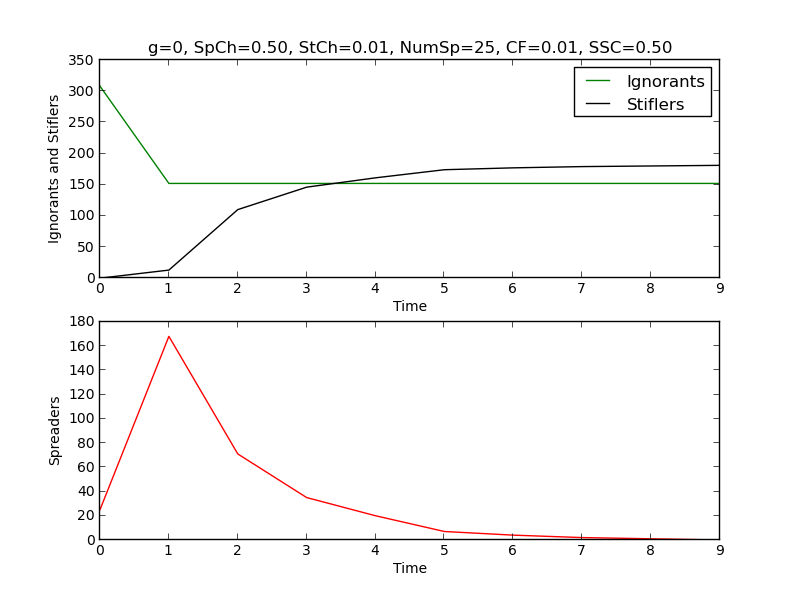 g=0, SpCh=0.50, StCh=0.01, NumSp=25, CF=0.01, SSC=0.50
350
300
250
200
150
100
50
0
Ignorants and Stiflers
Ignorants
Stiflers
0 1 2 3 4 5 6 7 8 9
Time
180
160
140
120
100
80
60
40
20
0
Spreaders
0 1 2 3 4 5 6 7 8 9
Time